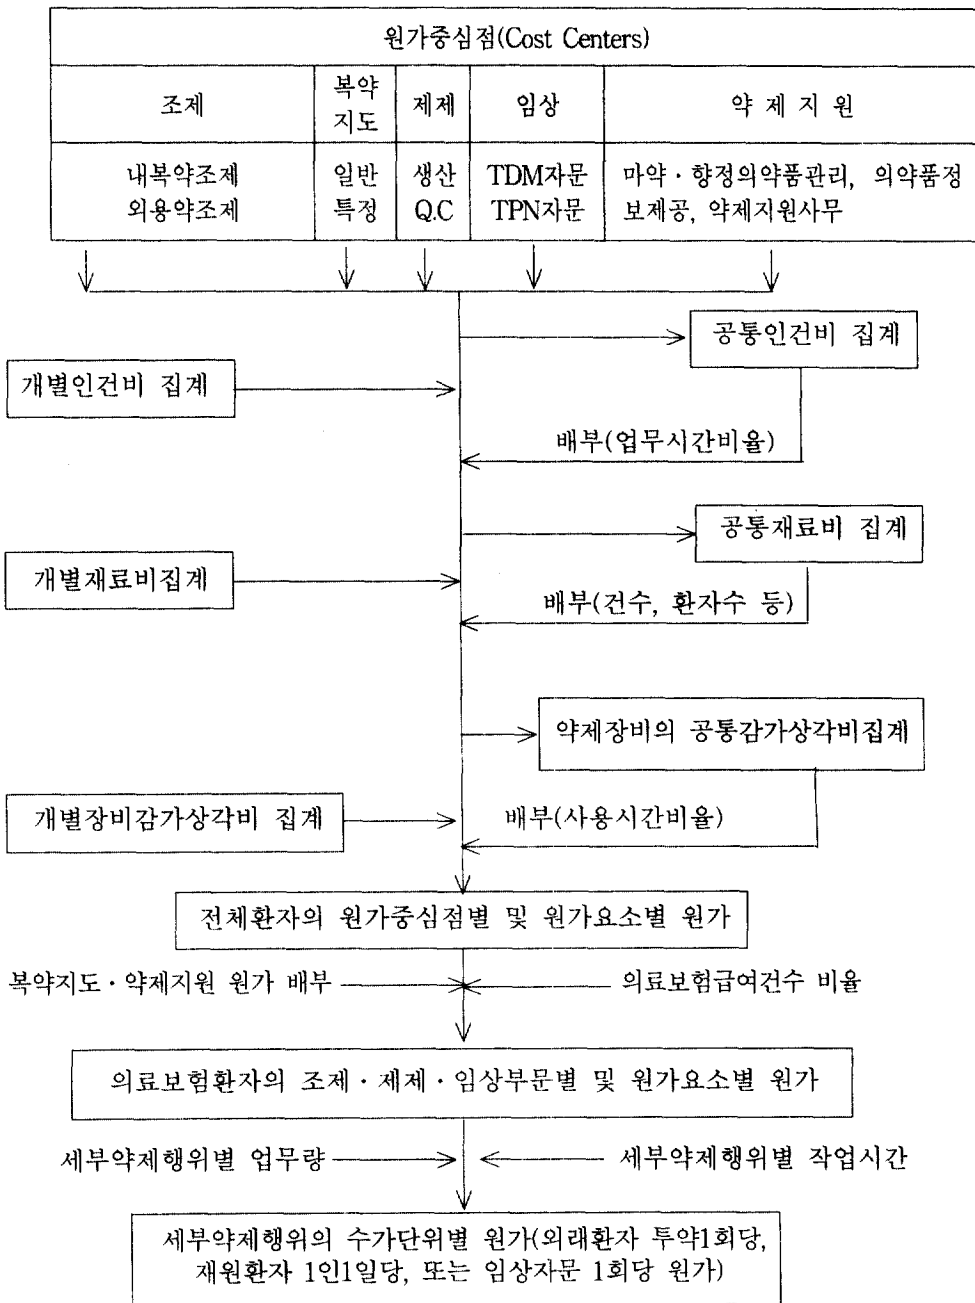 원가중심점(Cost Centers)
조제
복약
지도
제제
임상
약 제 지 원
내복약조제
외용약조제
일반
특정
생산
Q.C
TDM자문
TPN자문
마약 · 향정의약품관리, 의약품정
보제공, 약제지원사무
공통인건비 집계
개별인건비 집계
배부(업무시간비율)
공통재료비 집계
개별재료비집계
배부(건수, 환자수 등)
약제장비의 공통감가상각비집계
개별장비감가상각비 집계
배부(사용시간비율)
전체환자의 원가중심점별 및 원가요소별 원가
복약지도 · 약제지원 원가 배부
의료보험급여건수 비율
의료보험환자의 조제 · 제제 · 임상부문별 및 원가요소별 원가
세부약제행위별 업무량
세부약제행위별 작업시간
세부약제행위의 수가단위별 원가(외래환자 투약1회당,
재원환자 1인1일당, 또는 임상자문 1회당 원가)